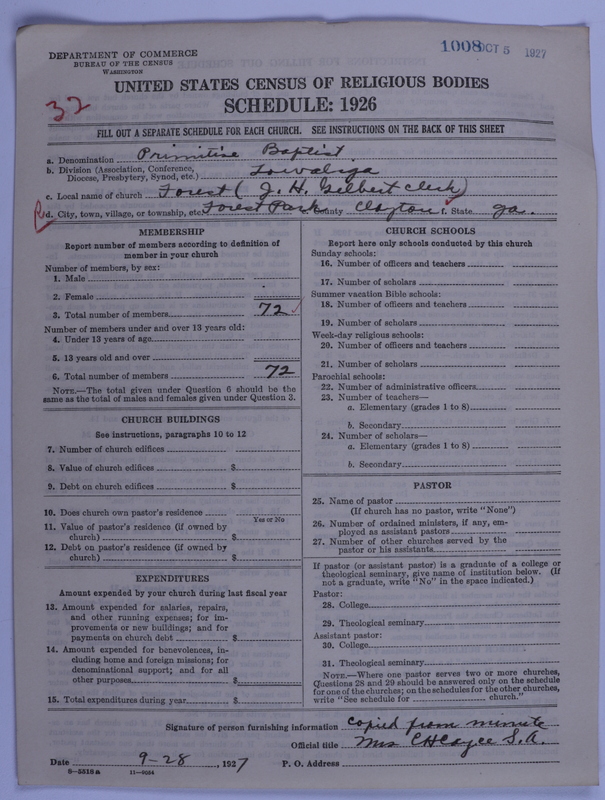 DEPARTMENT OF COMMERCE
BUREAU OF THE CENSUS
WASHINGTON
1008 OCT 5 1927
UNITED STATES CENSUS OF RELIGIOUS BODIES
SCHEDULE: 1926
32
FILL OUT A SEPARATE SCHEDULE FOR EACH CHURCH. SEE INSTRUCTIONS ON THE BACK OF THIS SHEET
a. Denomination Primitive Baptist
b. Division (Association, Conference, Diocese, Presbytery, Synod, etc.) Towaliga
c. Local name of church Forest (J. H. Gilbert Clerk)
d. City, town, village, or township, etc. Forest Park County Clayton f. State Ga.
MEMBERSHIP
Report number of members according to definition of
member in your church
Number of members, by sex:
1. Male
2. Female
3. Total number of members 72
Number of members under and over 13 years old:
4. Under 13 years of age
5. 13 years old and over
6. Total number of members 72
NOTE.—The total given under Question 6 should be the
same as the total of males and females given under Question 3.
CHURCH BUILDINGS
See instructions, paragraphs 10 to 12
7. Number of church edifices
8. Value of church edifices $
9. Debt on church edifices $
10. Does church own pastor's residence
Yes or No
11. Value of pastor's residence (if owned by
church) $
12. Debt on pastor's residence (if owned by
church) $
EXPENDITURES
Amount expended by your church during last fiscal year
13. Amount expended for salaries, repairs,
and other running expenses; for im-
provements or new buildings; and for
payments on church debt $
14. Amount expended for benevolences, in-
cluding home and foreign missions; for
denominational support; and for all
other purposes $
15. Total expenditures during year $
CHURCH SCHOOLS
Report here only schools conducted by this church
Sunday schools:
16. Number of officers and teachers
17. Number of scholars
Summer vacation Bible schools:
18. Number of officers and teachers
19. Number of scholars
Week-day religious schools:
20. Number of officers and teachers
21. Number of scholars
Parochial schools:
22. Number of administrative officers
23. Number of teachers—
a. Elementary (grades 1 to 8)
b. Secondary
24. Number of scholars—
a. Elementary (grades 1 to 8)
b. Secondary
PASTOR
25. Name of pastor
(If church has no pastor, write "None")
26. Number of ordained ministers, if any, em-
ployed as assistant pastors
27. Number of other churches served by the
pastor or his assistants
If pastor (or assistant pastor) is a graduate of a college or
theological seminary, give name of institution below. (If
not a graduate, write "No" in the space indicated.)
Pastor:
28. College
29. Theological seminary
Assistant pastor:
30. College
31. Theological seminary
NOTE.—Where one pastor serves two or more churches,
Questions 28 and 29 should be answered only on the schedule
for one of the churches; on the schedules for the other churches,
write "See schedule for church."
Signature of person furnishing information Copied from minute
Official title Mrs C H Cayce S. A.
Date 9-28, 1927 P. O. Address
8-5518a 11-9054